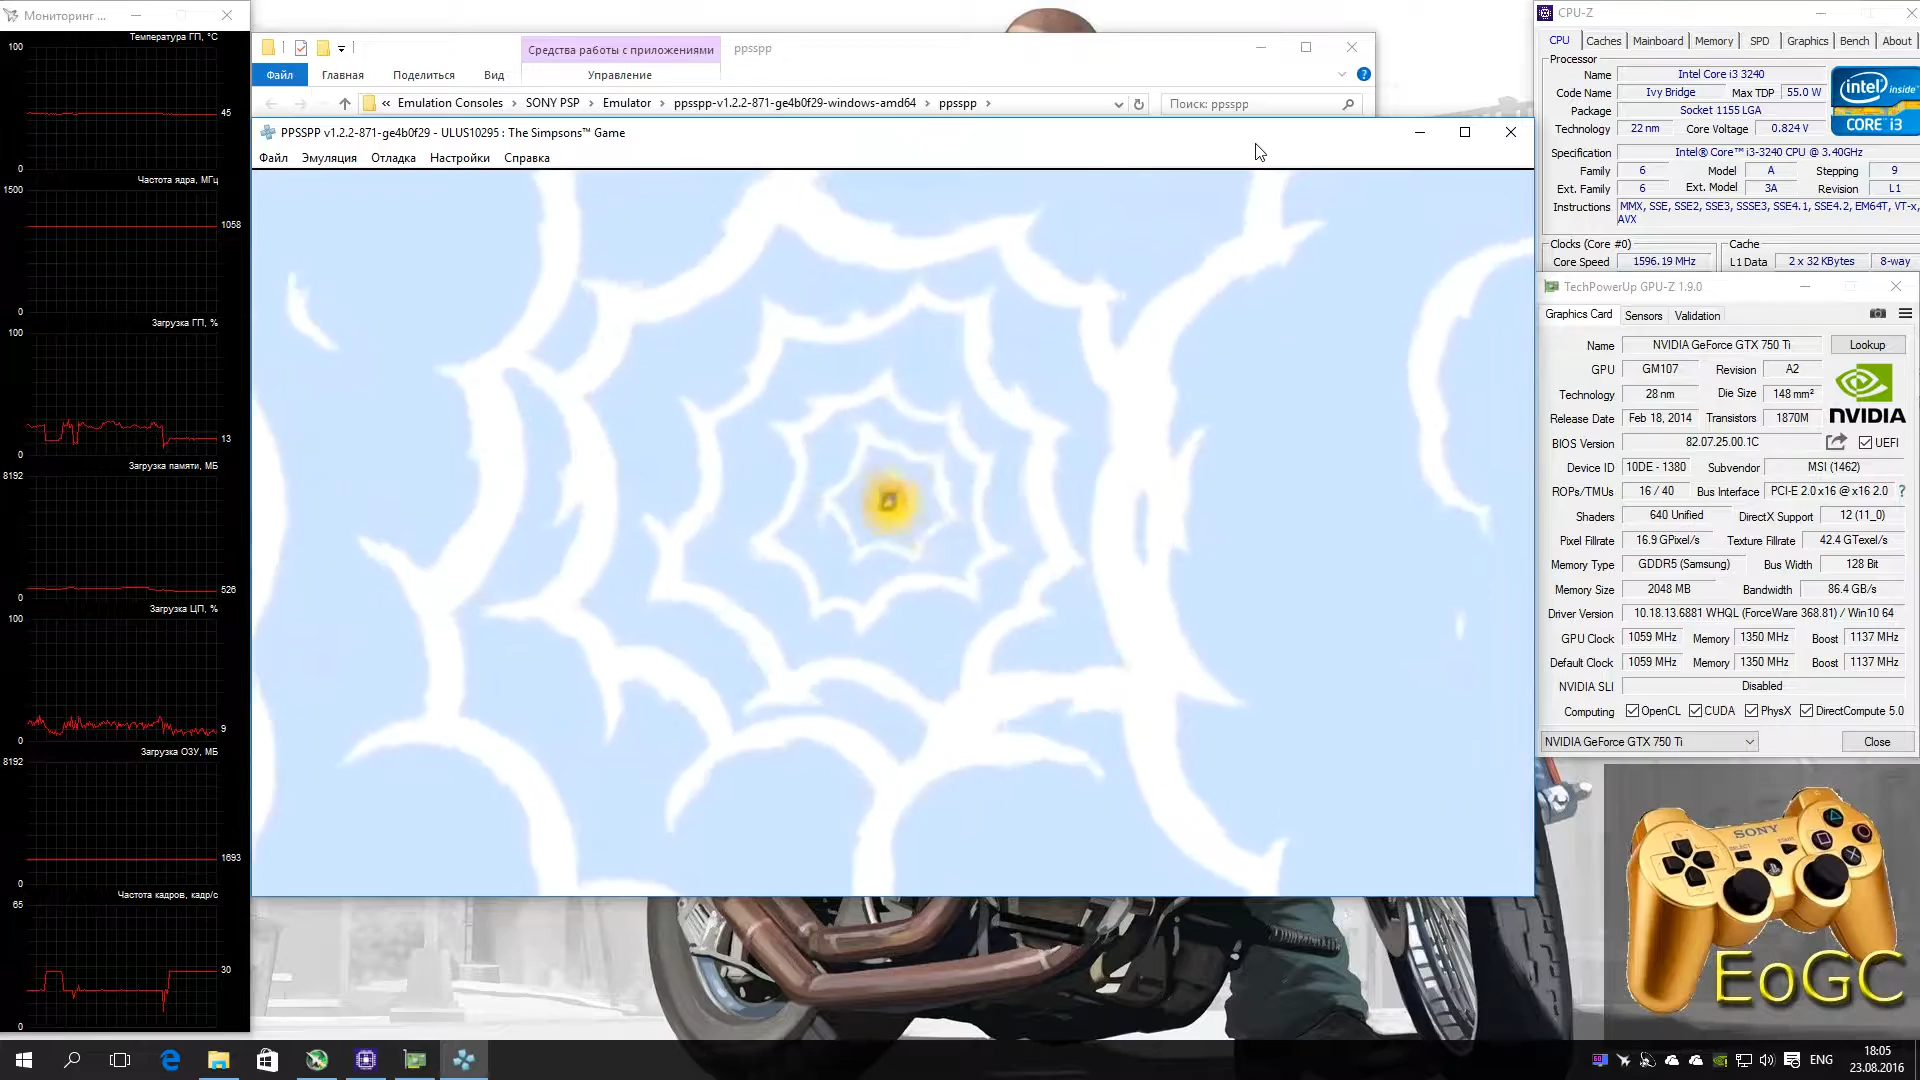 Мониторинг ...
Температура ГП, °C
100
45
0
Частота ядра, МГц
1500
1058
0
Загрузка ГП, %
100
13
0
Загрузка памяти, МБ
8192
526
0
Загрузка ЦП, %
100
9
0
Загрузка ОЗУ, МБ
8192
1693
0
Частота кадров, кадр/с
65
30
0
Средства работы с приложениями
ppsspp
Файл
Главная
Поделиться
Вид
Управление
« Emulation Consoles
SONY PSP
Emulator
ppsspp-v1.2.2-871-ge4b0f29-windows-amd64
ppsspp
Поиск: ppsspp
PPSSPP v1.2.2-871-ge4b0f29 - ULUS10295 : The Simpsons™ Game
Файл Эмуляция Отладка Настройки Справка
CPU-Z
CPU Caches Mainboard Memory SPD Graphics Bench About
Processor
Name Intel Core i3 3240
Code Name Ivy Bridge Max TDP 55.0 W
Package Socket 1155 LGA
Technology 22 nm Core Voltage 0.824 V
intel inside™
CORE i3
Specification Intel® Core™ i3-3240 CPU @ 3.40GHz
Family 6 Model A Stepping 9
Ext. Family 6 Ext. Model 3A Revision L1
Instructions MMX, SSE, SSE2, SSE3, SSSE3, SSE4.1, SSE4.2, EM64T, VT-x,
AVX
Clocks (Core #0) Cache
Core Speed 1596.19 MHz L1 Data 2 x 32 KBytes 8-way
TechPowerUp GPU-Z 1.9.0
Graphics Card Sensors Validation
Name NVIDIA GeForce GTX 750 Ti Lookup
GPU GM107 Revision A2
Technology 28 nm Die Size 148 mm²
Release Date Feb 18, 2014 Transistors 1870M
NVIDIA
BIOS Version 82.07.25.00.1C UEFI
Device ID 10DE - 1380 Subvendor MSI (1462)
ROPs/TMUs 16 / 40 Bus Interface PCI-E 2.0 x16 @ x16 2.0 ?
Shaders 640 Unified DirectX Support 12 (11_0)
Pixel Fillrate 16.9 GPixel/s Texture Fillrate 42.4 GTexel/s
Memory Type GDDR5 (Samsung) Bus Width 128 Bit
Memory Size 2048 MB Bandwidth 86.4 GB/s
Driver Version 10.18.13.6881 WHQL (ForceWare 368.81) / Win10 64
GPU Clock 1059 MHz Memory 1350 MHz Boost 1137 MHz
Default Clock 1059 MHz Memory 1350 MHz Boost 1137 MHz
NVIDIA SLI Disabled
Computing OpenCL CUDA PhysX DirectCompute 5.0
NVIDIA GeForce GTX 750 Ti Close
SONY
SELECT START
EoGC
60
ENG
18:05
23.08.2016